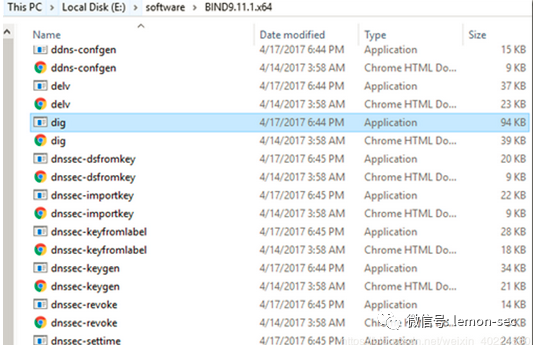 This PC > Local Disk (E:) > software > BIND9.11.1.x64
Name Date modified Type Size
ddns-confgen 4/17/2017 6:44 PM Application 15 KB
ddns-confgen 4/14/2017 3:58 AM Chrome HTML Do... 9 KB
delv 4/17/2017 6:44 PM Application 37 KB
delv 4/14/2017 3:58 AM Chrome HTML Do... 23 KB
dig 4/17/2017 6:44 PM Application 94 KB
dig 4/14/2017 3:58 AM Chrome HTML Do... 39 KB
dnssec-dsfromkey 4/17/2017 6:45 PM Application 20 KB
dnssec-dsfromkey 4/14/2017 3:58 AM Chrome HTML Do... 9 KB
dnssec-importkey 4/17/2017 6:45 PM Application 22 KB
dnssec-importkey 4/14/2017 3:58 AM Chrome HTML Do... 9 KB
dnssec-keyfromlabel 4/17/2017 6:45 PM Application 28 KB
dnssec-keyfromlabel 4/14/2017 3:58 AM Chrome HTML Do... 18 KB
dnssec-keygen 4/17/2017 6:44 PM Application 34 KB
dnssec-keygen 4/14/2017 3:58 AM Chrome HTML Do... 21 KB
dnssec-revoke 4/17/2017 6:45 PM Application 14 KB
dnssec-revoke 4/14/2017 3:58 AM
微信号: lemon-sec
dnssec-settime 4/17/2017 6:45 PM Application 24 KB